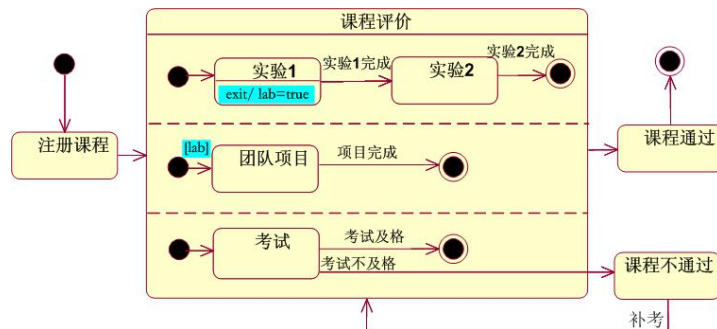 课程评价
实验1
exit/ lab=true
实验1完成
实验2
实验2完成
注册课程
[lab]
团队项目
项目完成
课程通过
考试
考试及格
考试不及格
课程不通过
补考